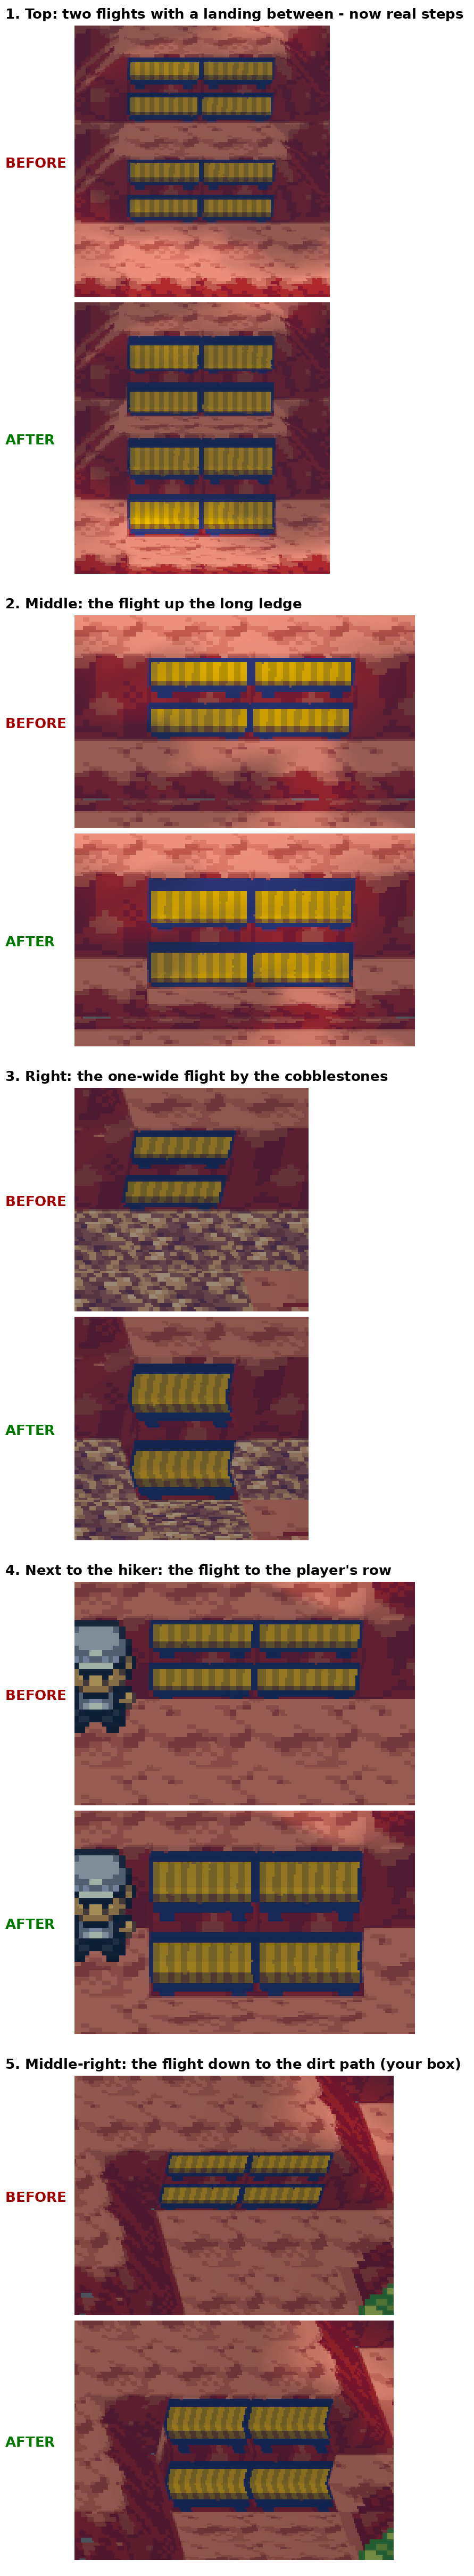 1. Top: two flights with a landing between - now real steps
BEFORE
AFTER
2. Middle: the flight up the long ledge
BEFORE
AFTER
3. Right: the one-wide flight by the cobblestones
BEFORE
AFTER
4. Next to the hiker: the flight to the player's row
BEFORE
AFTER
5. Middle-right: the flight down to the dirt path (your box)
BEFORE
AFTER